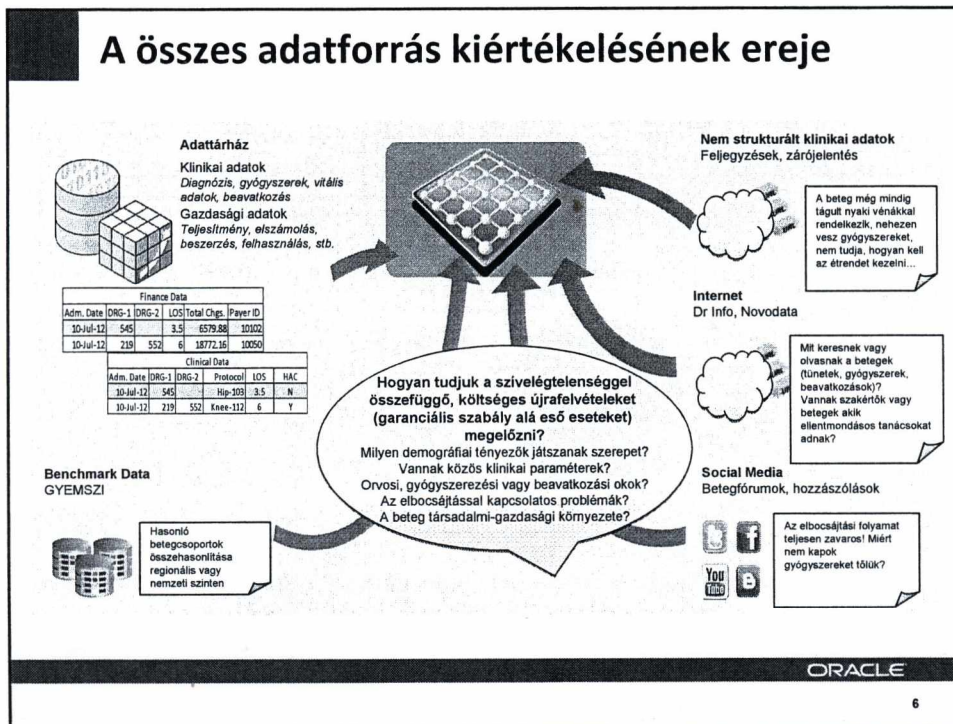 A összes adatforrás kiértékelésének ereje
Adattárház
Klinikai adatok
Diagnózis, gyógyszerek, vitális
adatok, beavatkozás
Gazdasági adatok
Teljesítmény, elszámolás,
beszerzés, felhasználás, stb.
Finance Data
Adm. Date DRG-1 DRG-2 LOS Total Chgs. Payer ID
10-Jul-12 545 3.5 6579.88 10102
10-Jul-12 219 552 6 18772.16 10050
Clinical Data
Adm. Date DRG-1 DRG-2 Protocol LOS HAC
10-Jul-12 545 - Hip-103 3.5 N
10-Jul-12 219 552 Knee-112 6 Y
Benchmark Data
GYEMSZI
Hasonló
betegcsoportok
összehasonlítása
regionális vagy
nemzeti szinten
Hogyan tudjuk a szívelégtelenséggel
összefüggő, költséges újrafelvételeket
(garanciális szabály alá eső eseteket)
megelőzni?
Milyen demográfiai tényezők játszanak szerepet?
Vannak közös klinikai paraméterek?
Orvosi, gyógyszerezési vagy beavatkozási okok?
Az elbocsájtással kapcsolatos problémák?
A beteg társadalmi-gazdasági környezete?
Nem strukturált klinikai adatok
Feljegyzések, zárójelentés
A beteg még mindig
tágult nyaki vénákkal
rendelkezik, nehezen
vesz gyógyszereket,
nem tudja, hogyan kell
az étrendet kezelni...
Internet
Dr Info, Novodata
Mit keresnek vagy
olvasnak a betegek
(tünetek, gyógyszerek,
beavatkozások)?
Vannak szakértők vagy
betegek akik
ellentmondásos tanácsokat
adnak?
Social Media
Betegfórumok, hozzászólások
You
Tube
Az elbocsájtási folyamat
teljesen zavaros! Miért
nem kapok
gyógyszereket tőlük?
ORACLE
6